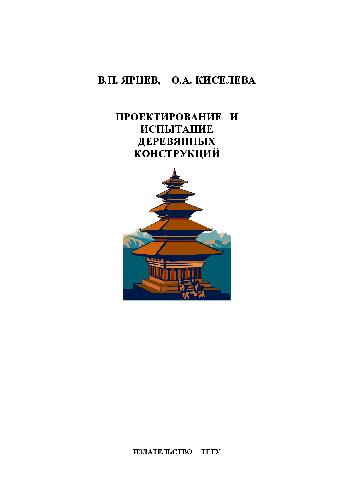 В.П. ЯРЦЕВ, О.А. КИСЕЛЕВА
ПРОЕКТИРОВАНИЕ И
ИСПЫТАНИЕ
ДЕРЕВЯННЫХ
КОНСТРУКЦИЙ
ИЗДАТЕЛЬСТВО ТГТУ